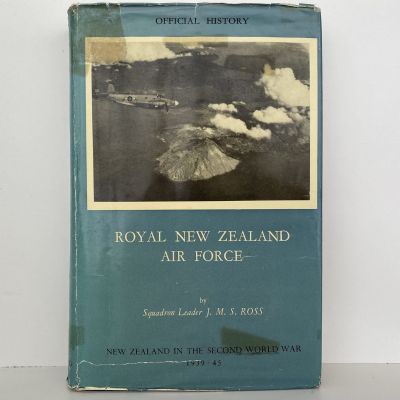 OFFICIAL HISTORY
ROYAL NEW ZEALAND
AIR FORCE
by
Squadron Leader J. M. S. ROSS
NEW ZEALAND IN THE SECOND WORLD WAR
1939-45